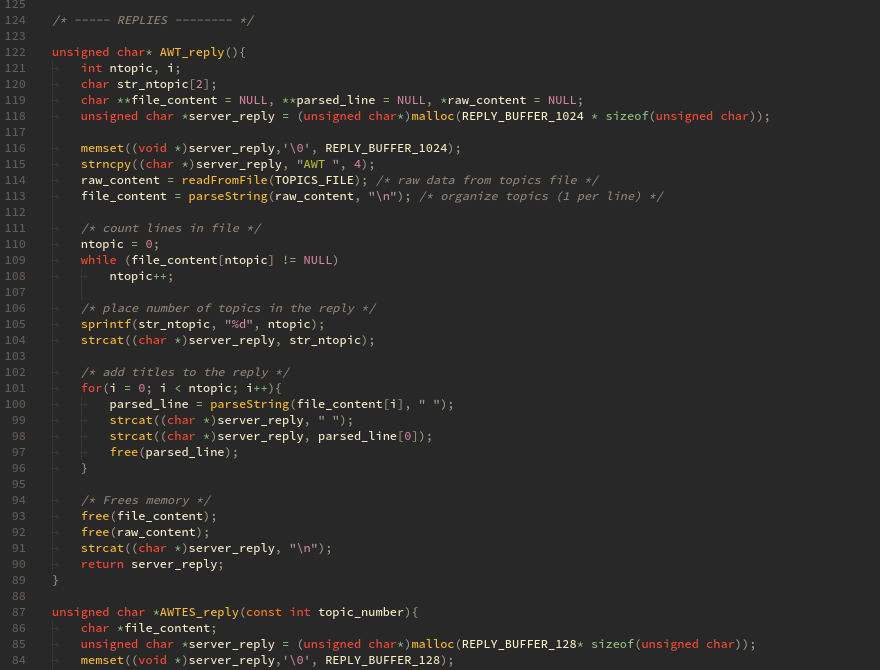 125
124 /* ----- REPLIES -------- */
123
122 unsigned char* AWT_reply(){
121 int ntopic, i;
120 char str_ntopic[2];
119 char **file_content = NULL, **parsed_line = NULL, *raw_content = NULL;
118 unsigned char *server_reply = (unsigned char*)malloc(REPLY_BUFFER_1024 * sizeof(unsigned char));
117
116 memset((void *)server_reply,'\0', REPLY_BUFFER_1024);
115 strncpy((char *)server_reply, "AWT ", 4);
114 raw_content = readFromFile(TOPICS_FILE); /* raw data from topics file */
113 file_content = parseString(raw_content, "\n"); /* organize topics (1 per line) */
112
111 /* count lines in file */
110 ntopic = 0;
109 while (file_content[ntopic] != NULL)
108 ntopic++;
107
106 /* place number of topics in the reply */
105 sprintf(str_ntopic, "%d", ntopic);
104 strcat((char *)server_reply, str_ntopic);
103
102 /* add titles to the reply */
101 for(i = 0; i < ntopic; i++){
100 parsed_line = parseString(file_content[i], " ");
99 strcat((char *)server_reply, " ");
98 strcat((char *)server_reply, parsed_line[0]);
97 free(parsed_line);
96 }
95
94 /* Frees memory */
93 free(file_content);
92 free(raw_content);
91 strcat((char *)server_reply, "\n");
90 return server_reply;
89 }
88
87 unsigned char *AWTES_reply(const int topic_number){
86 char *file_content;
85 unsigned char *server_reply = (unsigned char*)malloc(REPLY_BUFFER_128* sizeof(unsigned char));
84 memset((void *)server_reply,'\0', REPLY_BUFFER_128);